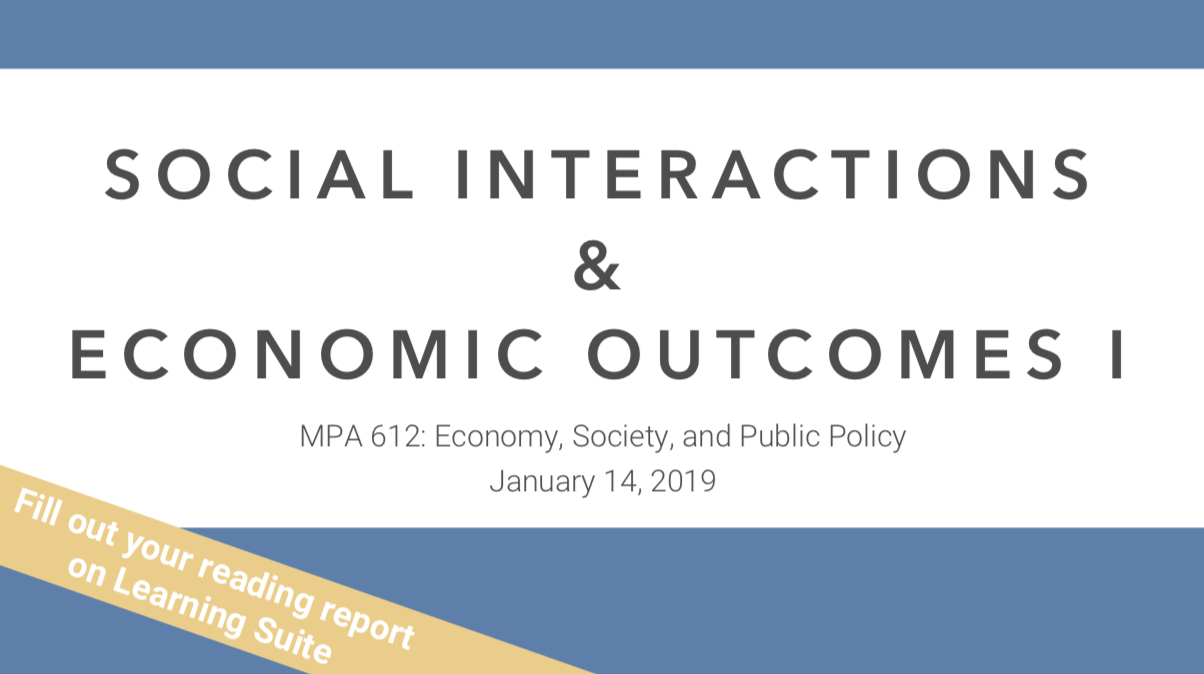 SOCIAL INTERACTIONS
&
ECONOMIC OUTCOMES I
MPA 612: Economy, Society, and Public Policy
January 14, 2019
Fill out your reading report
on Learning Suite